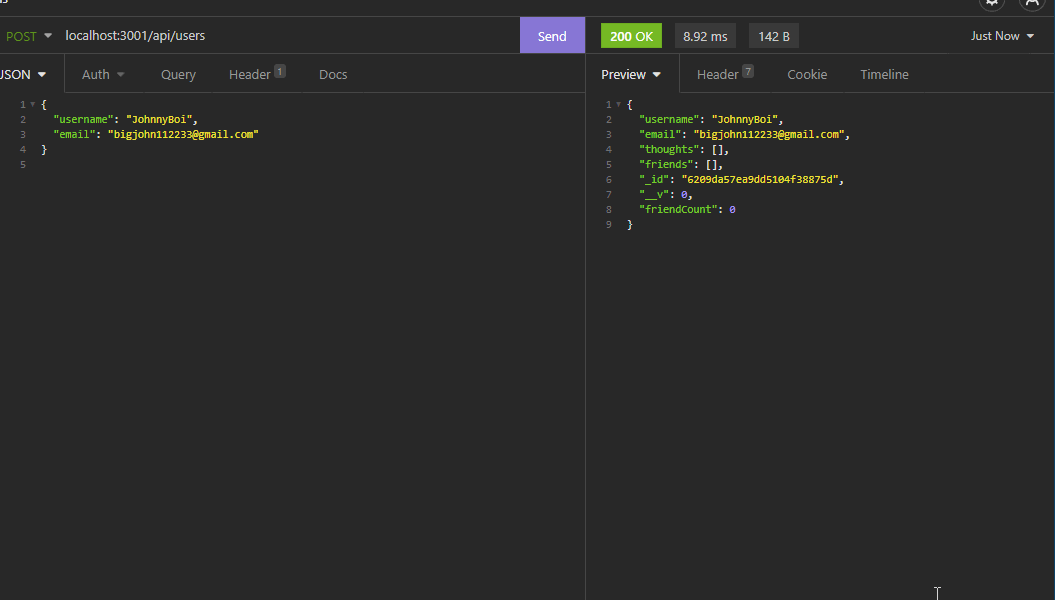 POST localhost:3001/api/users Send 200 OK 8.92 ms 142 B Just Now
JSON Auth Query Header 1 Docs Preview Header 7 Cookie Timeline
1 {
2 "username": "JohnnyBoi",
3 "email": "bigjohn112233@gmail.com"
4 }
5
1 {
2 "username": "JohnnyBoi",
3 "email": "bigjohn112233@gmail.com",
4 "thoughts": [],
5 "friends": [],
6 "_id": "6209da57ea9dd5104f38875d",
7 "__v": 0,
8 "friendCount": 0
9 }